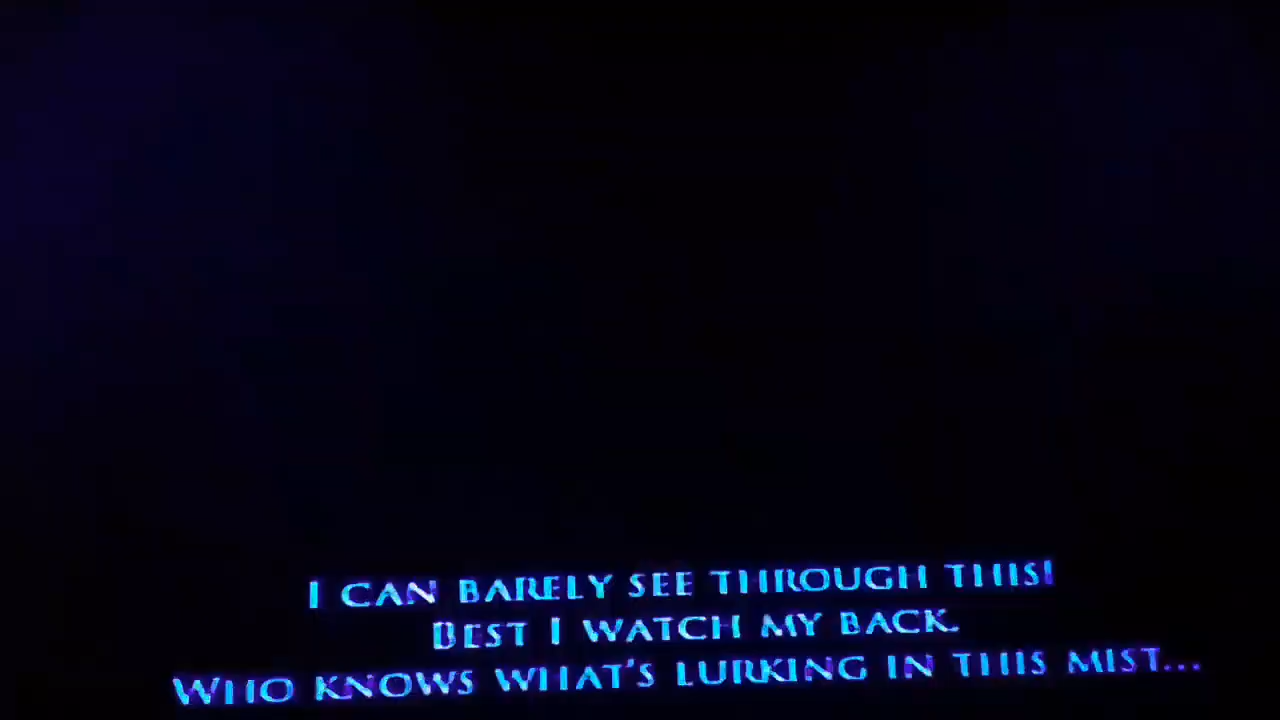 I CAN BARELY SEE THROUGH THIS!
BEST I WATCH MY BACK.
WHO KNOWS WHAT'S LURKING IN THIS MIST...